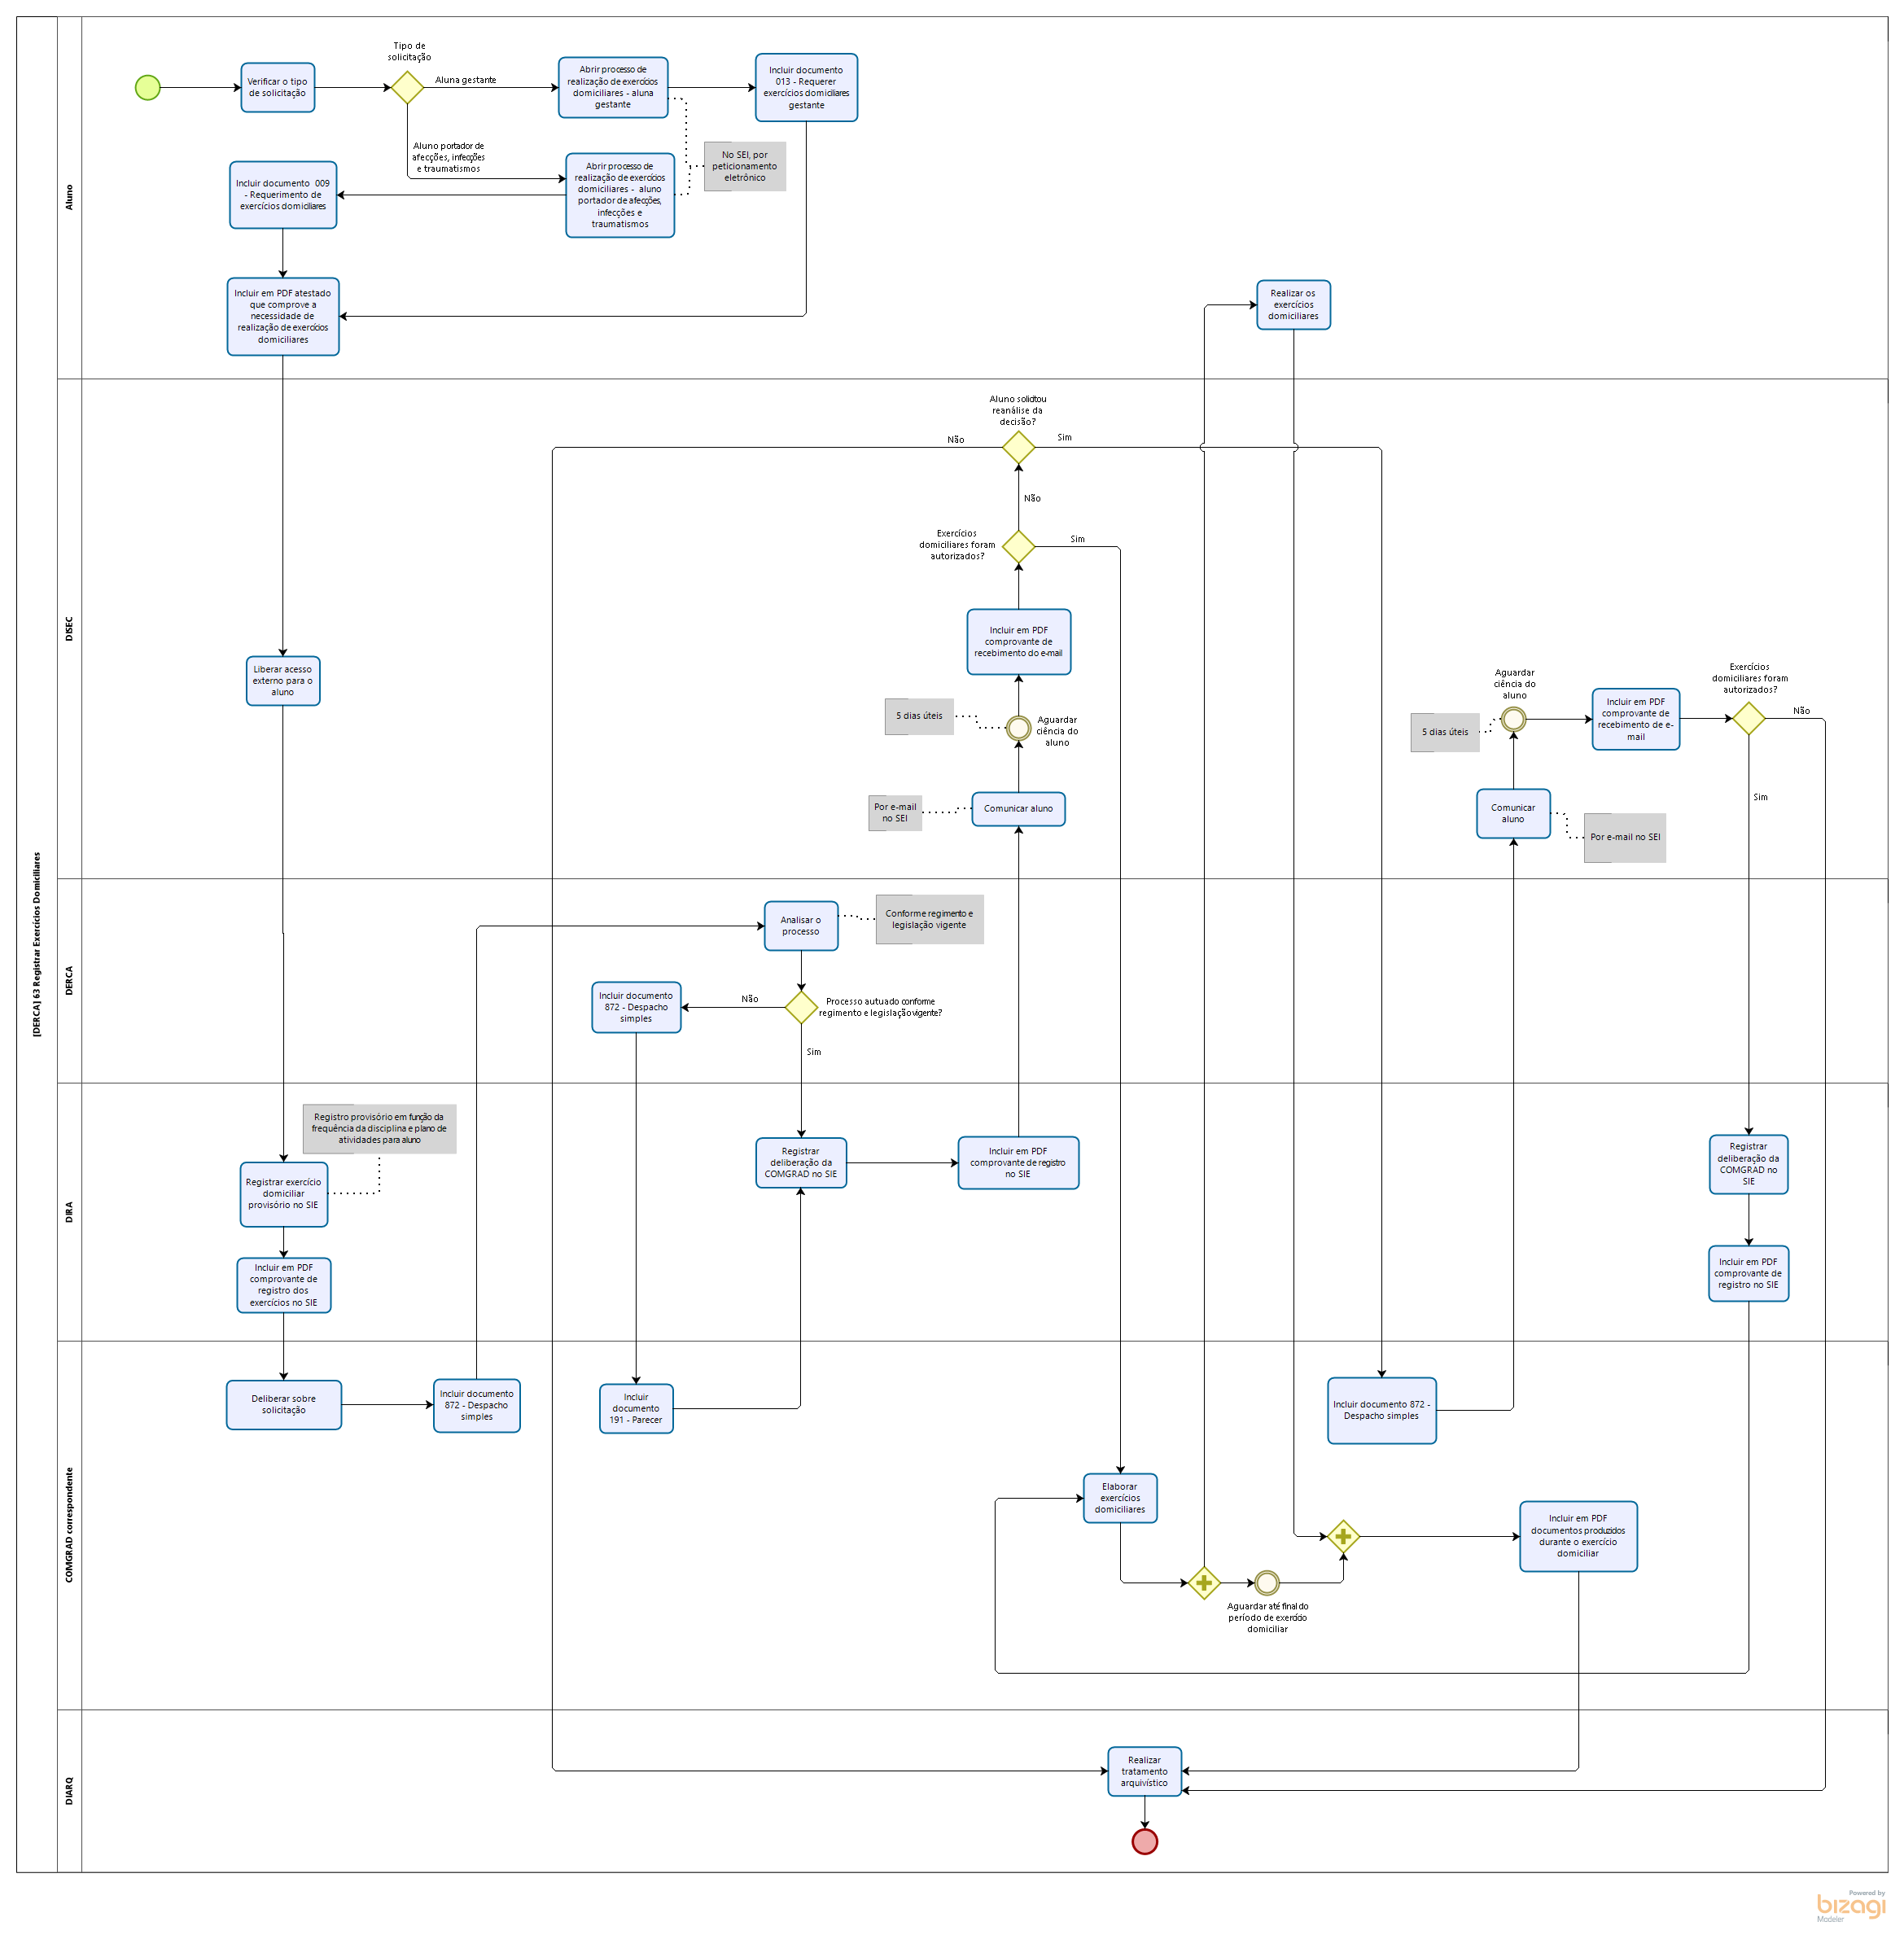 [DERCA] 63 Registrar Exercícios Domiciliares
Aluno
Verificar o tipo
de solicitação
Tipo de
solicitação
Aluna gestante
Abrir processo de
realização de exercícios
domiciliares - aluna
gestante
Incluir documento
013 - Requerer
exercícios domiciliares
gestante
Aluno portador de
afecções, infecções
e traumatismos
No SEI, por
peticionamento
eletrônico
Incluir documento  009
- Requerimento de
exercícios domiciliares
Abrir processo de
realização de exercícios
domiciliares -  aluno
portador de afecções,
infecções e
traumatismos
Incluir em PDF atestado
que comprove a
necessidade de
realização de exercídios
domiciliares
Realizar os
exercícios
domiciliares
DISEC
Aluno solicitou
reanálise da
decisão?
Não
Sim
Não
Exercícios
domiciliares foram
autorizados?
Sim
Incluir em PDF
comprovante de
recebimento do e-mail
Liberar acesso
externo para o
aluno
5 dias úteis
Aguardar
ciência do
aluno
Por e-mail
no SEI
Comunicar aluno
Aguardar
ciência do
aluno
5 dias úteis
Incluir em PDF
comprovante de
recebimento de e-
mail
Exercícios
domiciliares foram
autorizados?
Não
Sim
Comunicar
aluno
Por e-mail no SEI
DERCA
Analisar o
processo
Conforme regimento e
legislação vigente
Incluir documento
872 - Despacho
simples
Não
Processo autuado conforme
regimento e legislação vigente?
Sim
DIRA
Registro provisório em função da
frequência da disciplina e plano de
atividades para aluno
Registrar exercício
domiciliar
provisório no SIE
Incluir em PDF
comprovante de
registro dos
exercícios no SIE
Registrar
deliberação da
COMGRAD no SIE
Incluir em PDF
comprovante de registro
no SIE
Registrar
deliberação da
COMGRAD no
SIE
Incluir em PDF
comprovante de
registro no SIE
COMGRAD correspondente
Deliberar sobre
solicitação
Incluir documento
872 - Despacho
simples
Incluir
documento
191 - Parecer
Incluir documento 872 -
Despacho simples
Elaborar
exercícios
domiciliares
Aguardar até final do
período de exercício
domiciliar
Incluir em PDF
documentos produzidos
durante o exercício
domiciliar
DIARQ
Realizar
tratamento
arquivístico
Powered by
bizagi
Modeler